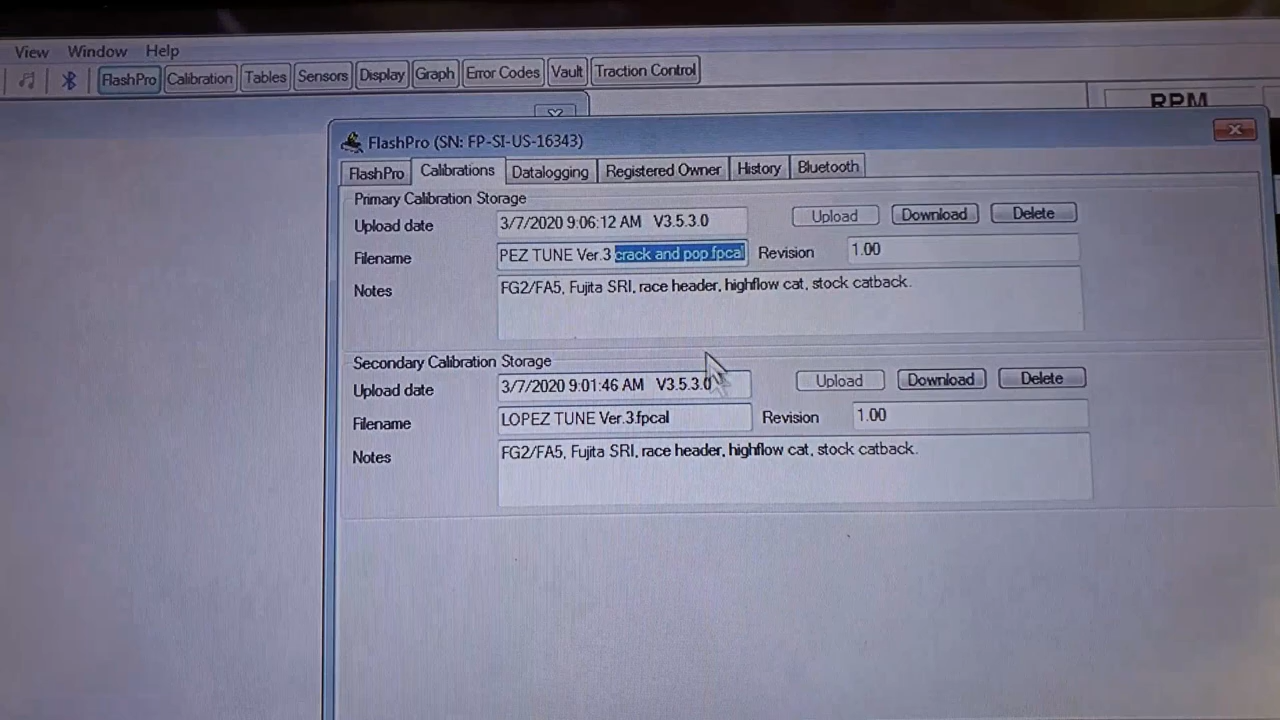 View Window Help
FlashPro Calibration Tables Sensors Display Graph Error Codes Vault Traction Control
RPM
FlashPro (SN: FP-SI-US-16343)
FlashPro Calibrations Datalogging Registered Owner History Bluetooth
Primary Calibration Storage
Upload date 3/7/2020 9:06:12 AM V3.5.3.0 Upload Download Delete
Filename PEZ TUNE Ver.3 crack and pop.fpcal Revision 1.00
Notes FG2/FA5, Fujita SRI, race header, highflow cat, stock catback.
Secondary Calibration Storage
Upload date 3/7/2020 9:01:46 AM V3.5.3.0 Upload Download Delete
Filename LOPEZ TUNE Ver.3.fpcal Revision 1.00
Notes FG2/FA5, Fujita SRI, race header, highflow cat, stock catback.